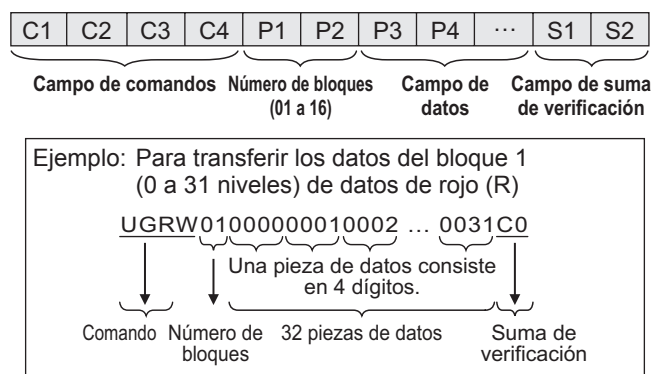 C1 C2 C3 C4 P1 P2 P3 P4 ... S1 S2
Campo de comandos Número de bloques Campo de Campo de suma
(01 a 16) datos de verificación
Ejemplo: Para transferir los datos del bloque 1
(0 a 31 niveles) de datos de rojo (R)
UGRW01000000010002 ... 0031C0
Una pieza de datos consiste
en 4 dígitos.
Comando Número de 32 piezas de datos Suma de
bloques verificación